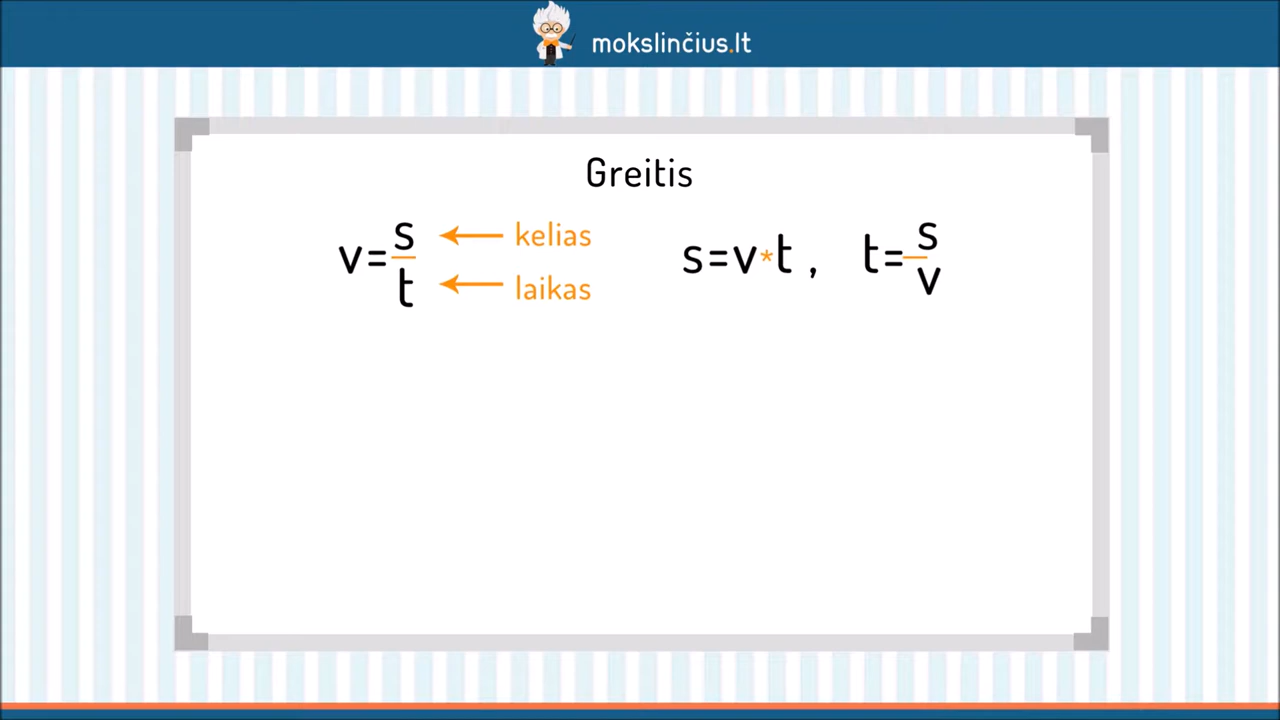 mokslinčius.lt
Greitis
v=s/t ← kelias
← laikas
s=v*t , t=s/v